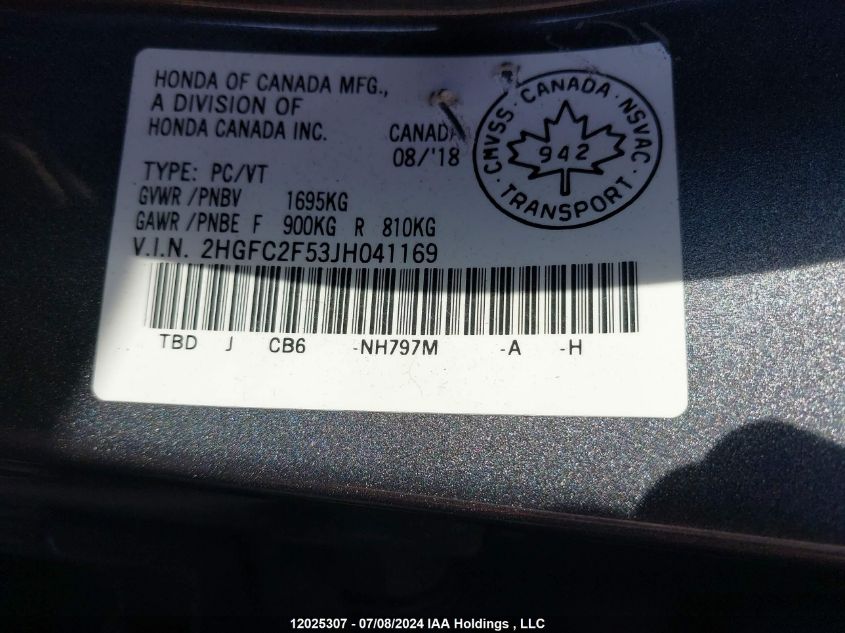 HONDA OF CANADA MFG.,
A DIVISION OF
HONDA CANADA INC.
CANADA
08/'18
TYPE: PC/VT
GVWR /PNBV 1695KG
GAWR /PNBE F 900KG R 810KG
V.I.N. 2HGFC2F53JH041169
TBD J CB6 -NH797M -A -H
CMVSS · CANADA · NSVAC · TRANSPORT ·
942
12025307 - 07/08/2024 IAA Holdings , LLC